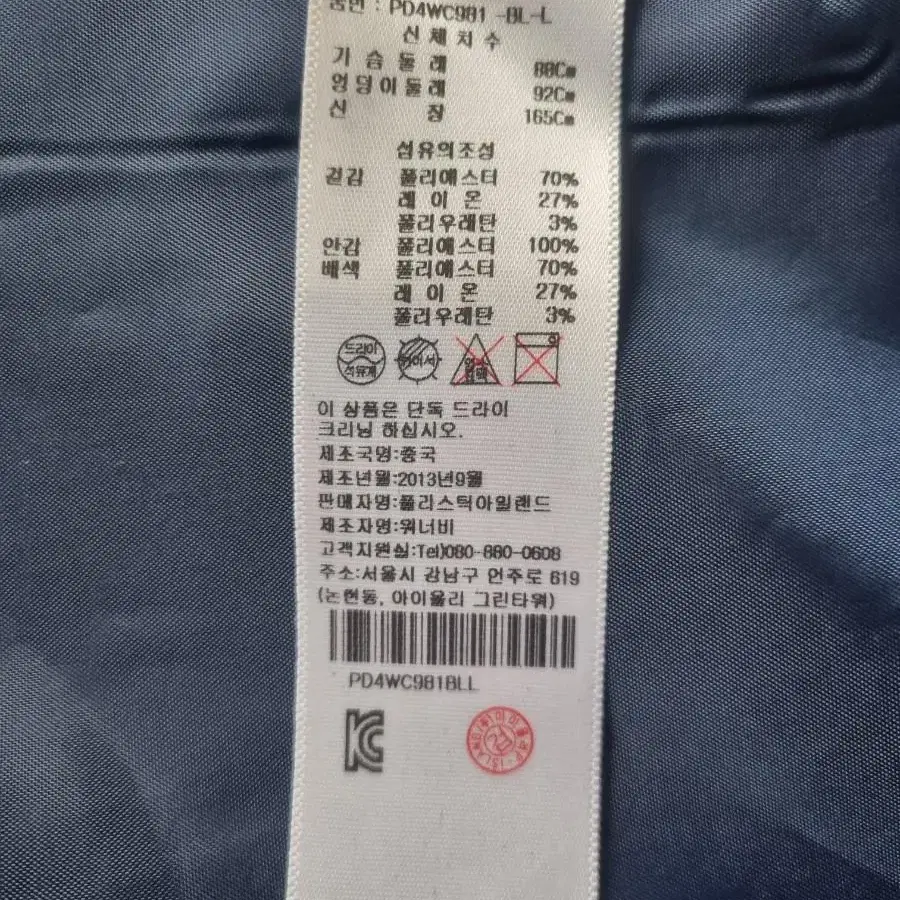 품번 : PD4WC981 -BL-L
신체치수
가슴둘레 88Cm
엉덩이둘레 92Cm
신 장 165Cm
섬유의조성
겉감 폴리에스터 70%
레이온 27%
폴리우레탄 3%
안감 폴리에스터 100%
배색 폴리에스터 70%
레이온 27%
폴리우레탄 3%
드라이
석유계
이 상품은 단독 드라이
크리닝 하십시오.
제조국명:중국
제조년월:2013년9월
판매자명:플리스틱아일랜드
제조자명:워너비
고객지원실:Tel)080-880-0608
주소:서울시 강남구 언주로 619
(논현동, 아이올리 그린타워)
PD4WC981BLL